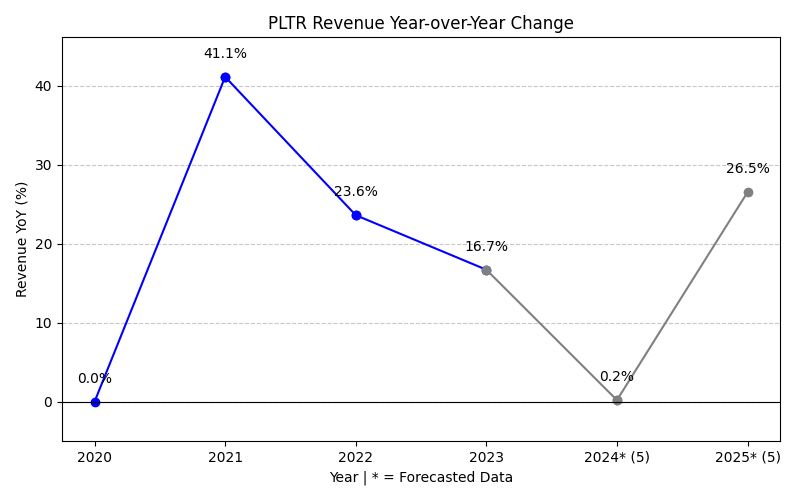 PLTR Revenue Year-over-Year Change
41.1%
26.5%
23.6%
16.7%
0.0%
0.2%
40
30
20
10
0
Revenue YoY (%)
2020 2021 2022 2023 2024* (5) 2025* (5)
Year | * = Forecasted Data